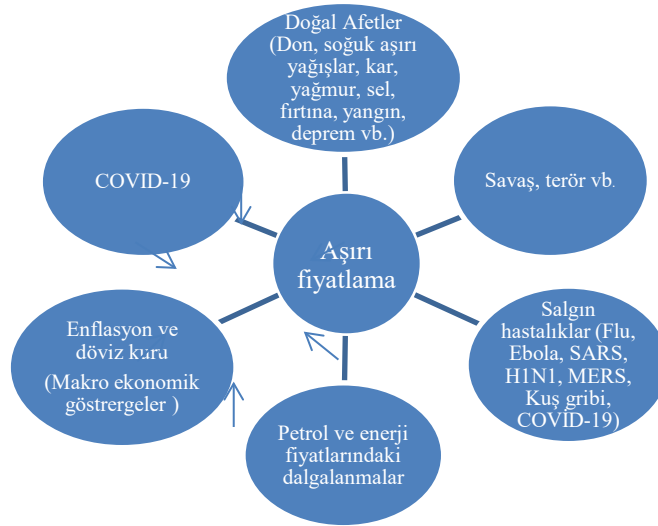 Doğal Afetler
(Don, soğuk aşırı
yağışlar, kar,
yağmur, sel,
fırtına, yangın,
deprem vb.)
COVID-19
Savaş, terör vb.
Aşırı
fiyatlama
Enflasyon ve
döviz kuru
(Makro ekonomik
göstrergeler )
Salgın
hastalıklar (Flu,
Ebola, SARS,
H1N1, MERS,
Kuş gribi,
COVİD-19)
Petrol ve enerji
fiyatlarındaki
dalgalanmalar